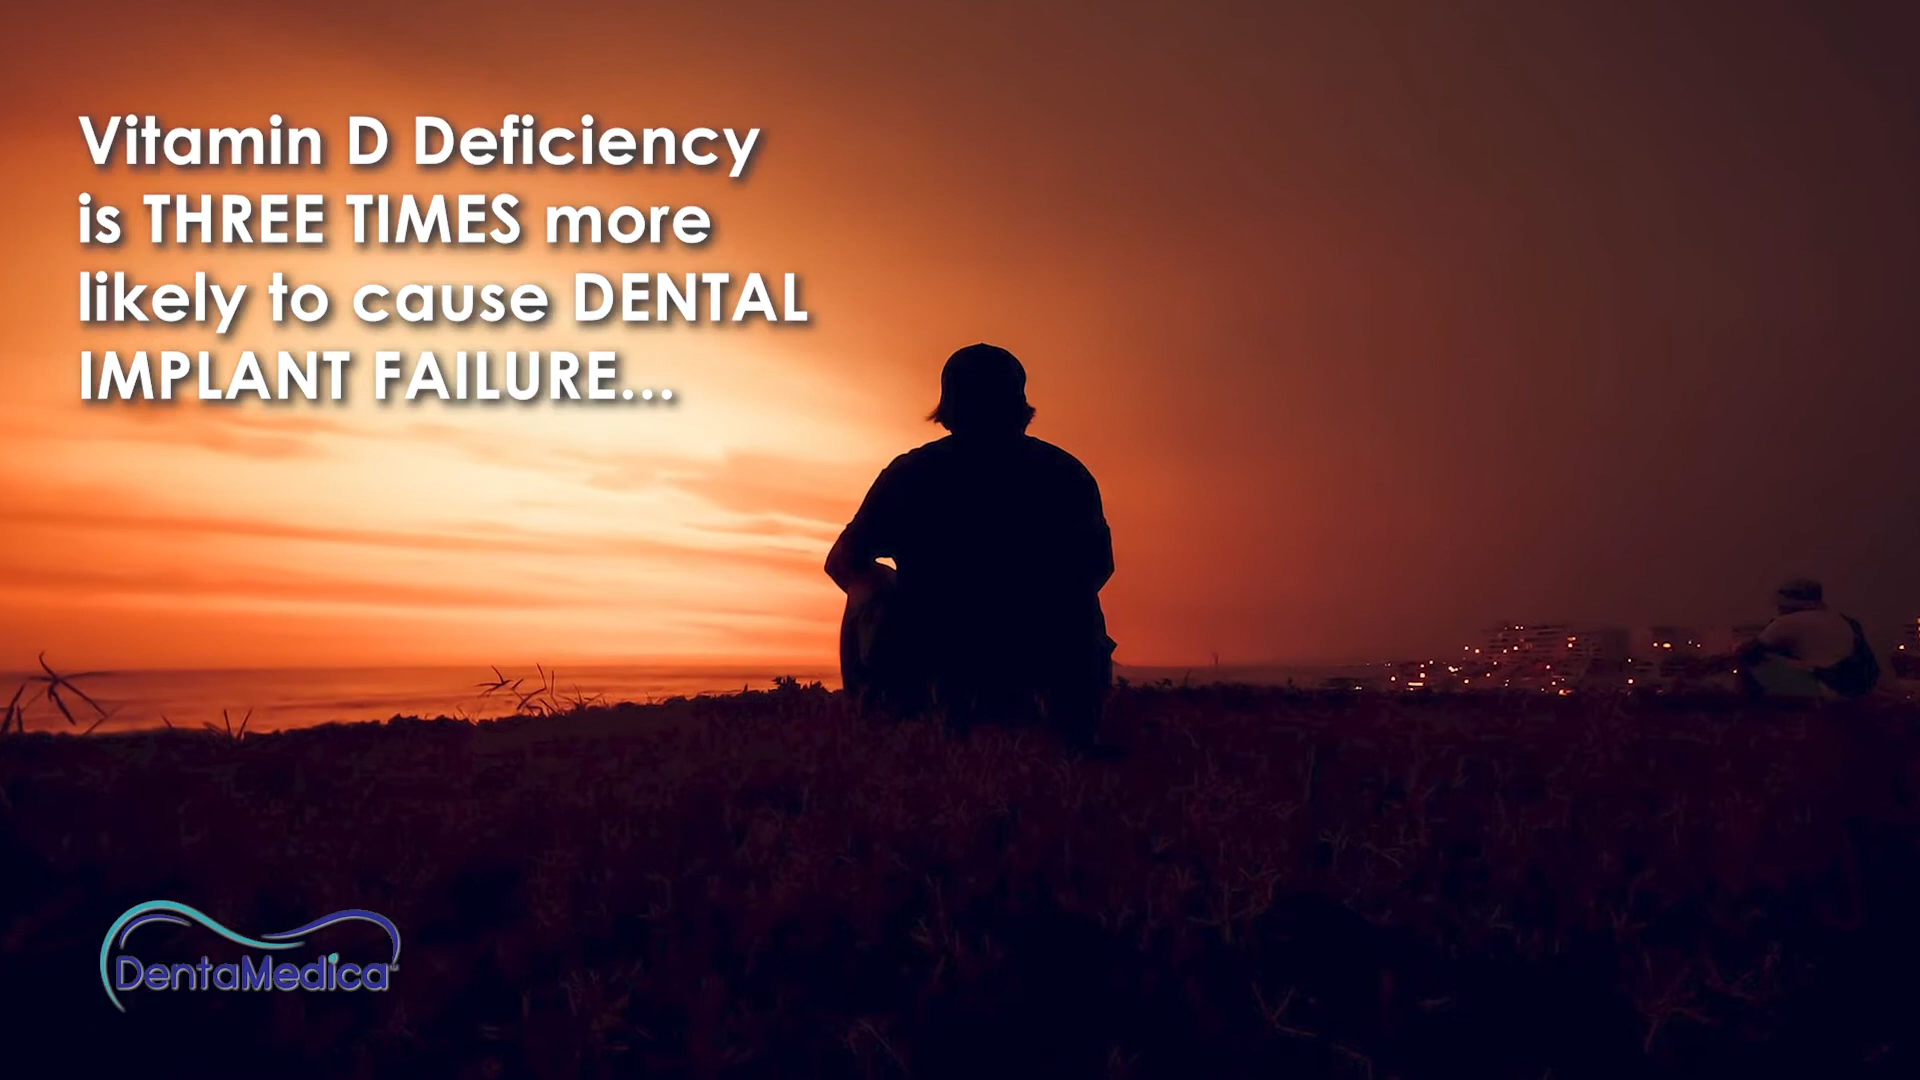 Vitamin D Deficiency
is THREE TIMES more
likely to cause DENTAL
IMPLANT FAILURE...
DentaMedica